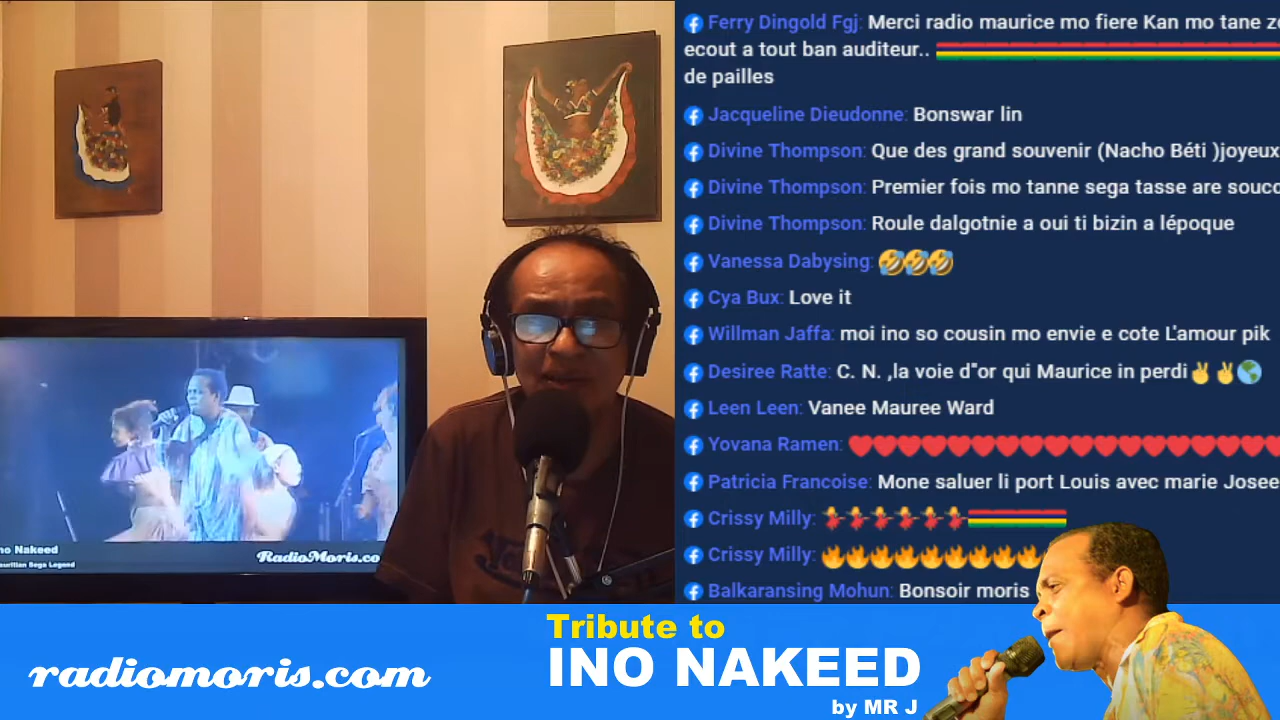 Ferry Dingold Fgj: Merci radio maurice mo fiere Kan mo tane
ecout a tout ban auditeur..
de pailles
Jacqueline Dieudonne: Bonswar lin
Divine Thompson: Que des grand souvenir (Nacho Béti )joyeux
Divine Thompson: Premier fois mo tanne sega tasse are
Divine Thompson: Roule dalgotnie a oui ti bizin a lépoque
Vanessa Dabysing: 🤣🤣🤣
Cya Bux: Love it
Willman Jaffa: moi ino so cousin mo envie e cote L'amour pik
Desiree Ratte: C. N. ,la voie d"or qui Maurice in perdi✌️✌️🌎
Leen Leen: Vanee Mauree Ward
Yovana Ramen: ❤️❤️❤️❤️❤️❤️❤️❤️❤️❤️❤️❤️❤️❤️❤️❤️❤️❤️
Patricia Francoise: Mone saluer li port Louis avec marie Josee
Crissy Milly: 💃💃💃💃💃💃
Crissy Milly: 🔥🔥🔥🔥🔥🔥🔥🔥🔥
Balkaransing Mohun: Bonsoir moris
no Nakeed
auritian Sega Legend
RadioMoris.co
radiomoris.com
Tribute to
INO NAKEED
by MR J